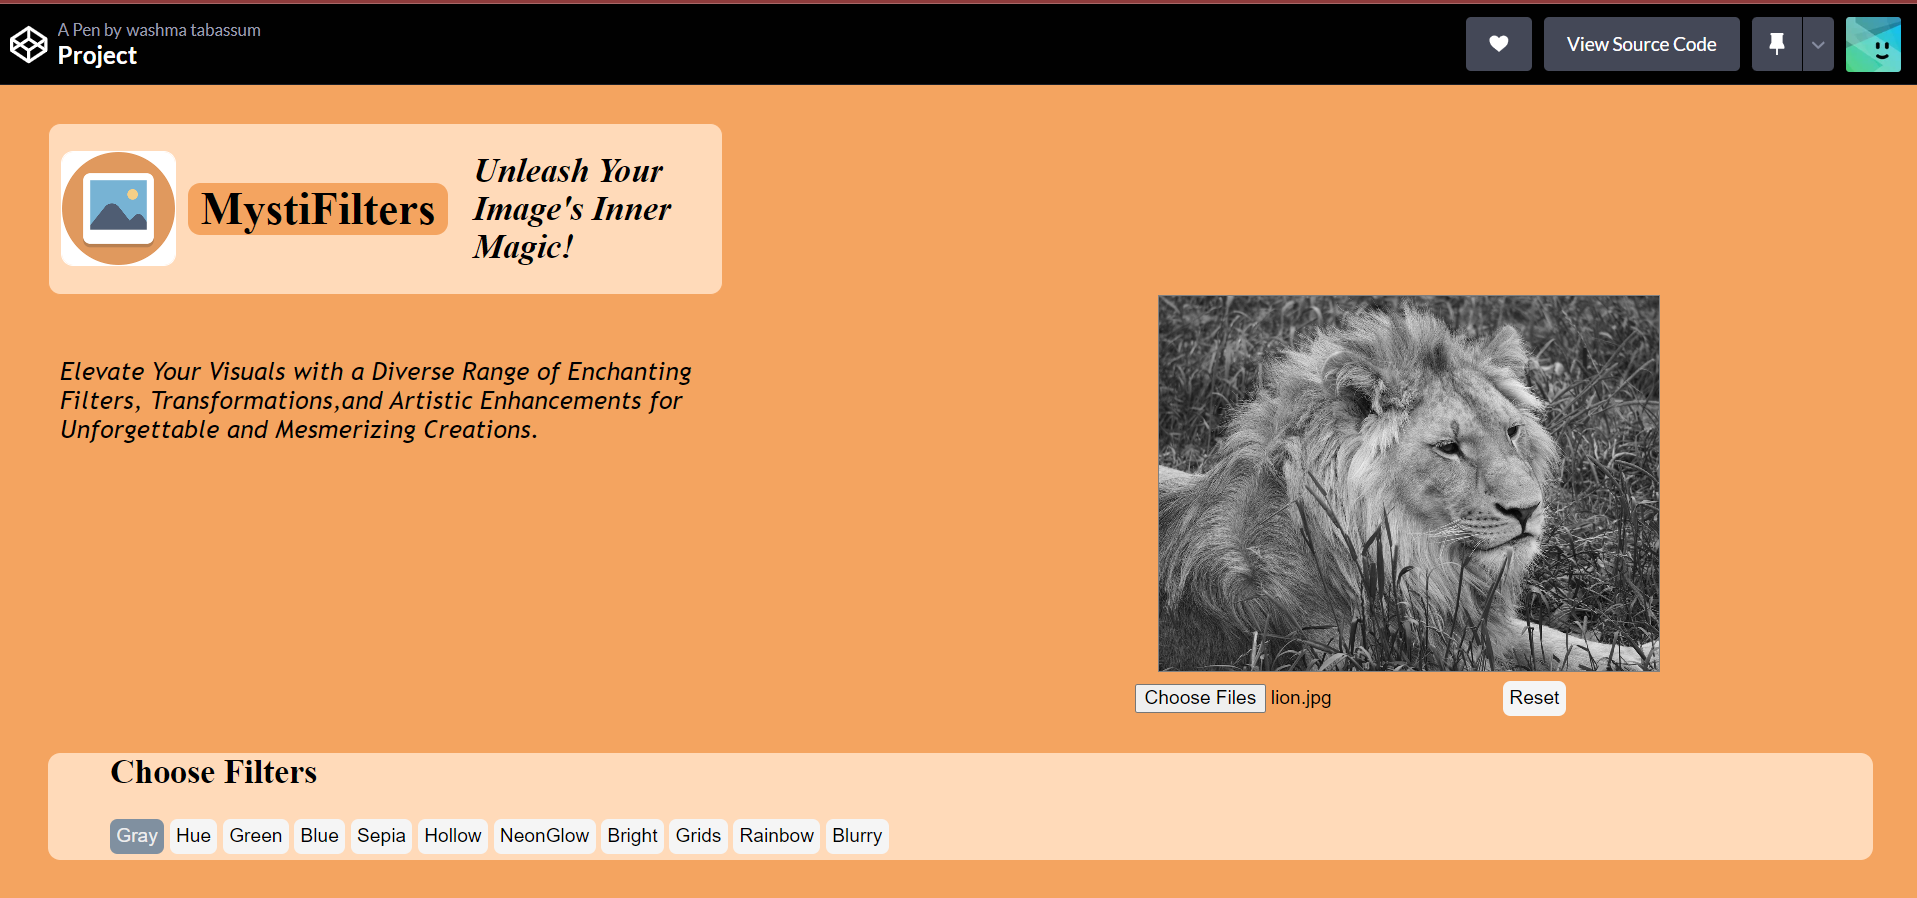 A Pen by washma tabassum
Project
View Source Code
MystiFilters
Unleash Your
Image's Inner
Magic!
Elevate Your Visuals with a Diverse Range of Enchanting
Filters, Transformations,and Artistic Enhancements for
Unforgettable and Mesmerizing Creations.
Choose Files lion.jpg Reset
Choose Filters
Gray Hue Green Blue Sepia Hollow NeonGlow Bright Grids Rainbow Blurry